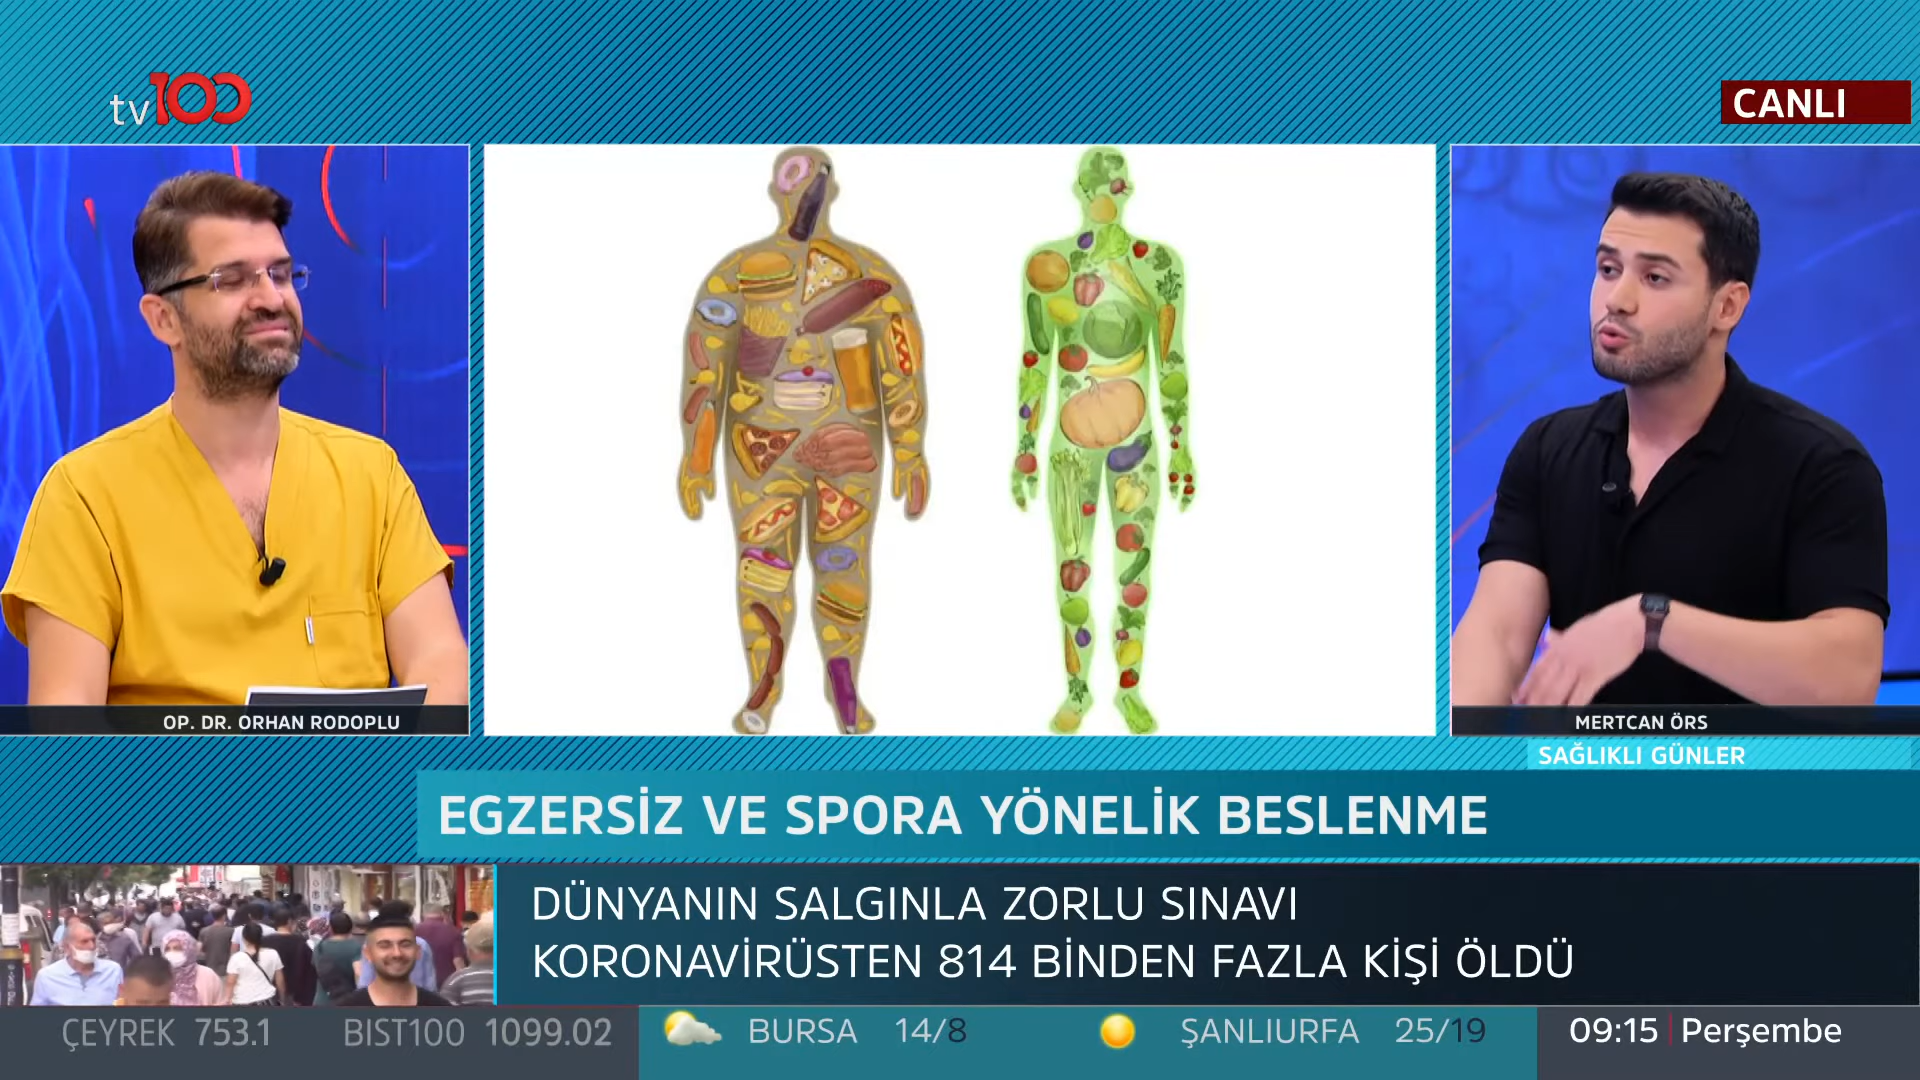 tv100
CANLI
OP. DR. ORHAN RODOPLU
MERTCAN ÖRS
SAĞLIKLI GÜNLER
EGZERSİZ VE SPORA YÖNELİK BESLENME
DÜNYANIN SALGINLA ZORLU SINAVI
KORONAVİRÜSTEN 814 BİNDEN FAZLA KİŞİ ÖLDÜ
ÇEYREK 753.1 BIST100 1099.02 BURSA 14/8 ŞANLIURFA 25/19 09:15 Perşembe